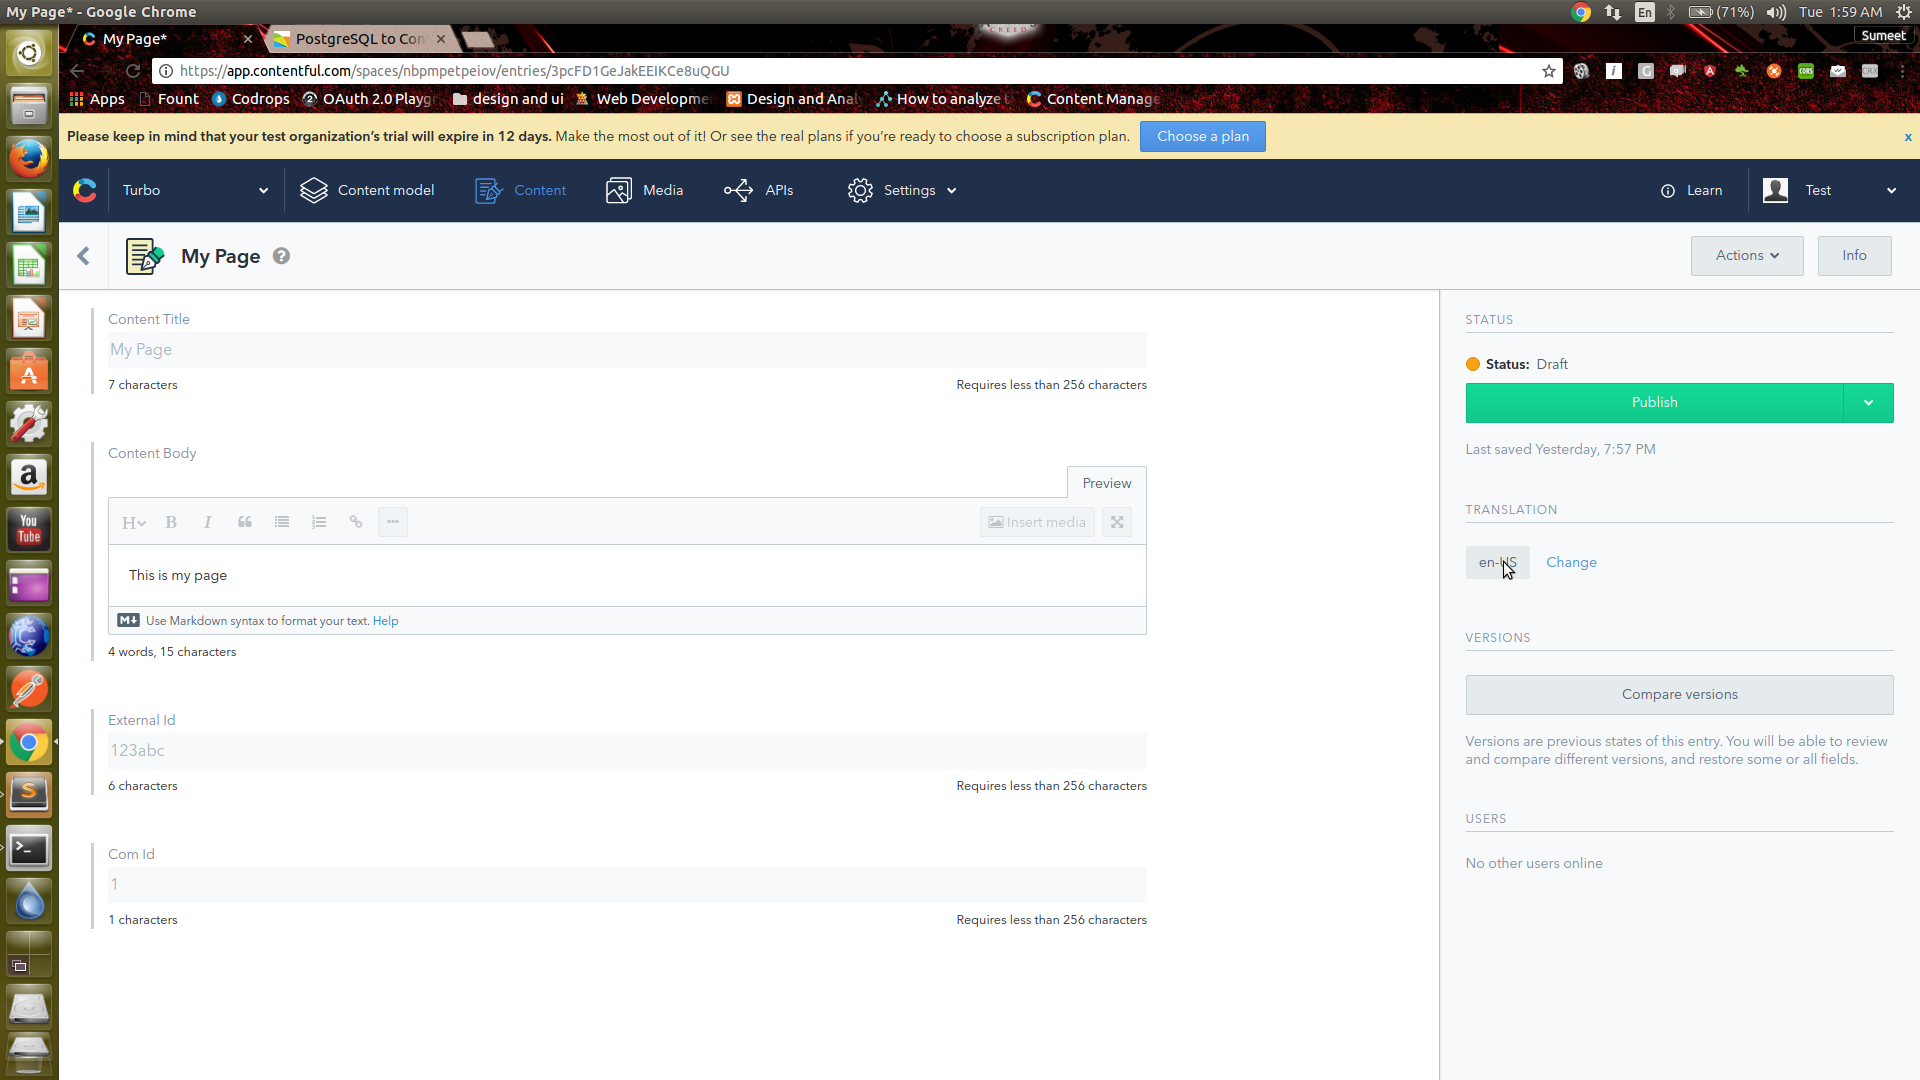 My Page* - Google Chrome
En
(71%)
Tue 1:59 AM
My Page*
PostgreSQL to Con
CREED
Sumeet
https://app.contentful.com/spaces/nbpmpetpeiov/entries/3pcFD1GeJakEEIKCe8uQGU
Apps
Fount
Codrops
OAuth 2.0 Playg
design and ui
Web Developme
Design and Anal
How to analyze
Content Manage
Please keep in mind that your test organization's trial will expire in 12 days. Make the most out of it! Or see the real plans if you're ready to choose a subscription plan.
Choose a plan
x
Turbo
Content model
Content
Media
APIs
Settings
Learn
Test
My Page
?
Actions
Info
Content Title
My Page
7 characters
Requires less than 256 characters
Content Body
Preview
H
B
I
Insert media
This is my page
M↓ Use Markdown syntax to format your text. Help
4 words, 15 characters
External Id
123abc
6 characters
Requires less than 256 characters
Com Id
1
1 characters
Requires less than 256 characters
STATUS
Status: Draft
Publish
Last saved Yesterday, 7:57 PM
TRANSLATION
en-US
Change
VERSIONS
Compare versions
Versions are previous states of this entry. You will be able to review
and compare different versions, and restore some or all fields.
USERS
No other users online
You
Tube